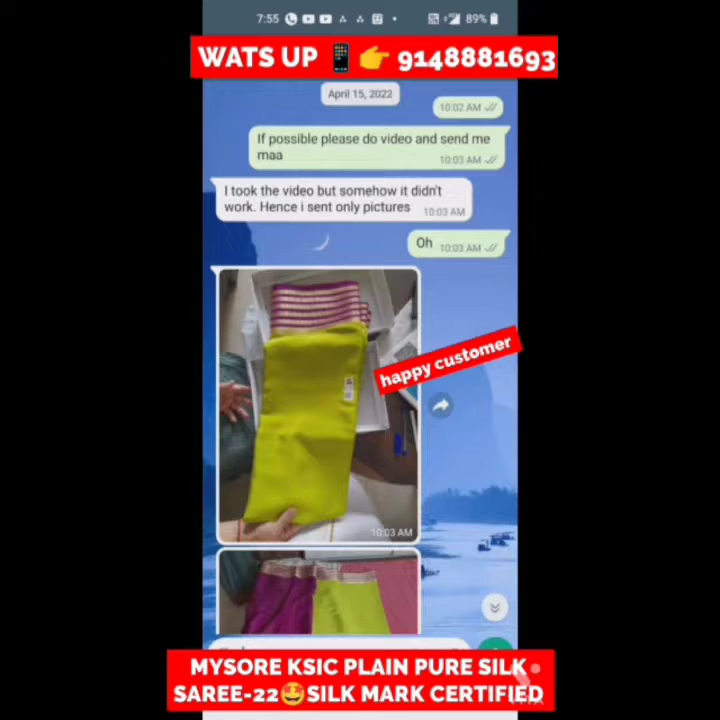 7:55
89%
WATS UP 📱👉 9148881693
April 15, 2022
10:02 AM
If possible please do video and send me
maa
10:03 AM
I took the video but somehow it didn't
work. Hence i sent only pictures
10:03 AM
Oh
10:03 AM
happy customer
10:03 AM
MYSORE KSIC PLAIN PURE SILK
SAREE-22🤩SILK MARK CERTIFIED